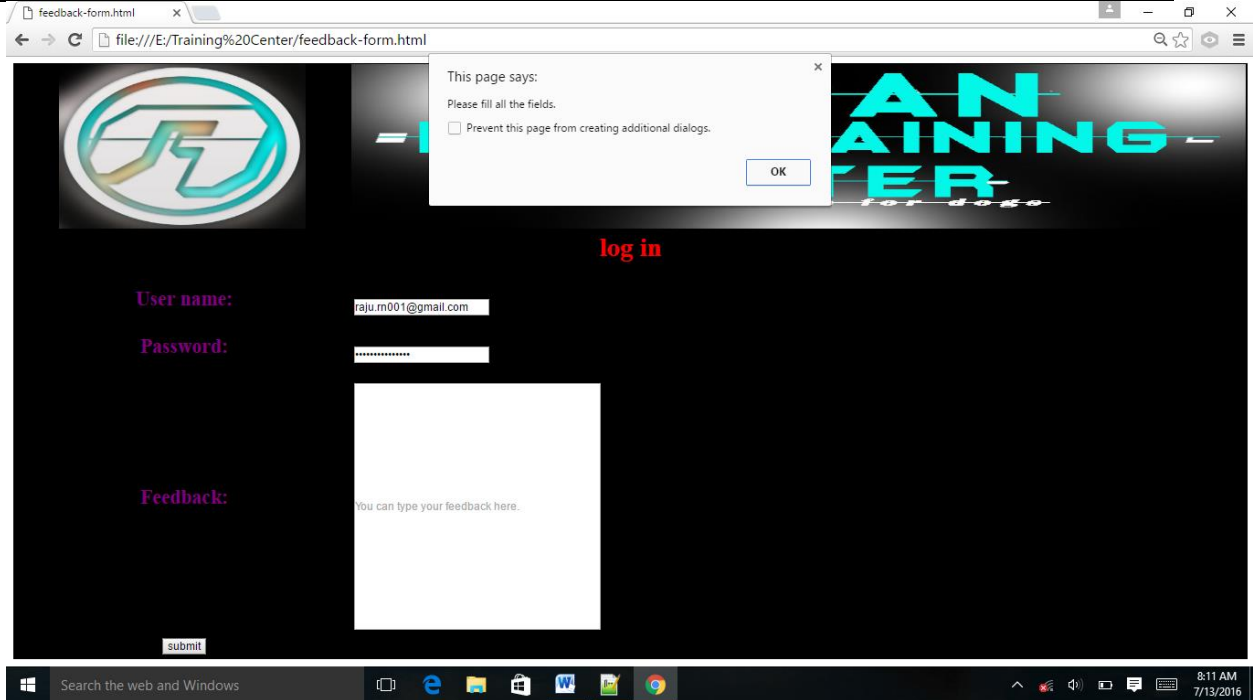 feedback-form.html
file:///E:/Training%20Center/feedback-form.html
This page says:
Please fill all the fields.
Prevent this page from creating additional dialogs.
OK
for dogs
log in
User name:
raju.rn001@gmail.com
Password:
Feedback:
You can type your feedback here.
submit
Search the web and Windows
8:11 AM
7/13/2016